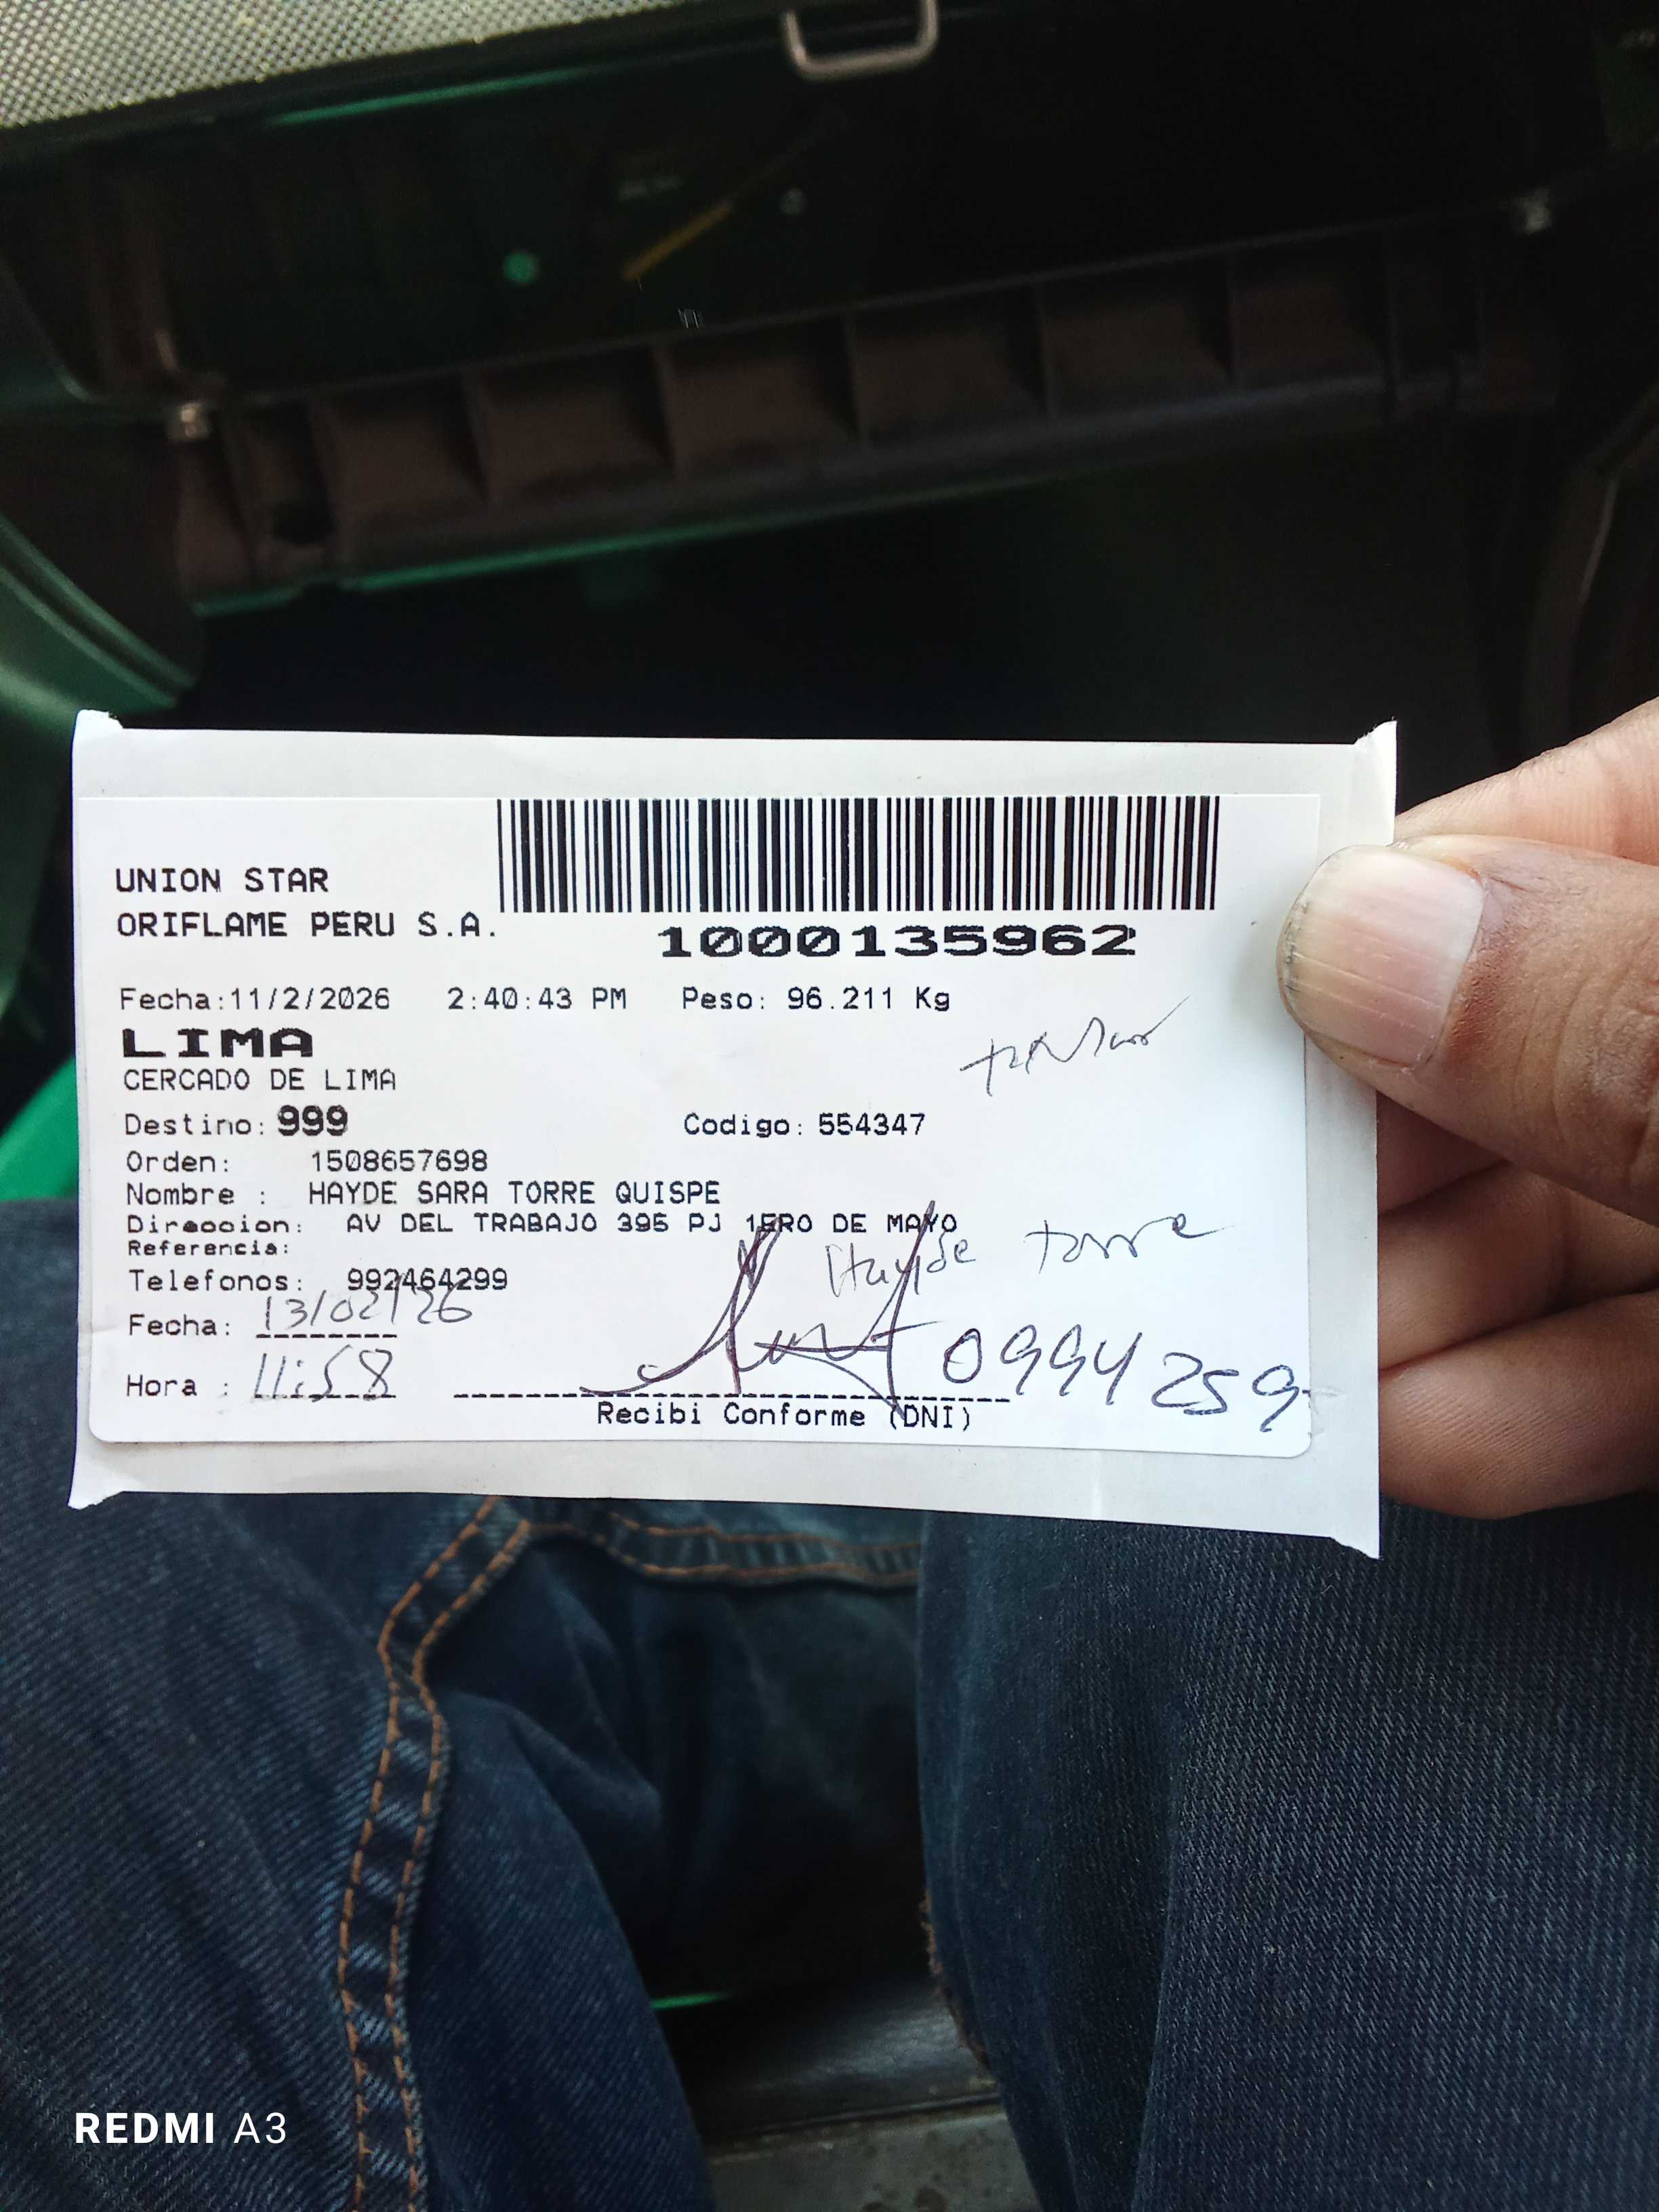 UNION STAR
ORIFLAME PERU S.A.
1000135962
Fecha:11/2/2026 2:40:43 PM Peso: 96.211 Kg
LIMA
CERCADO DE LIMA
Destino: 999 Codigo: 554347
Orden: 1508657698
Nombre : HAYDE SARA TORRE QUISPE
Direccion: AV DEL TRABAJO 395 PJ 1ERO DE MAYO
Referencia:
Hayde torre
Telefonos: 992464299
Fecha: 13/02/26
Hora : 11:58
Recibi Conforme (DNI)
REDMI A3